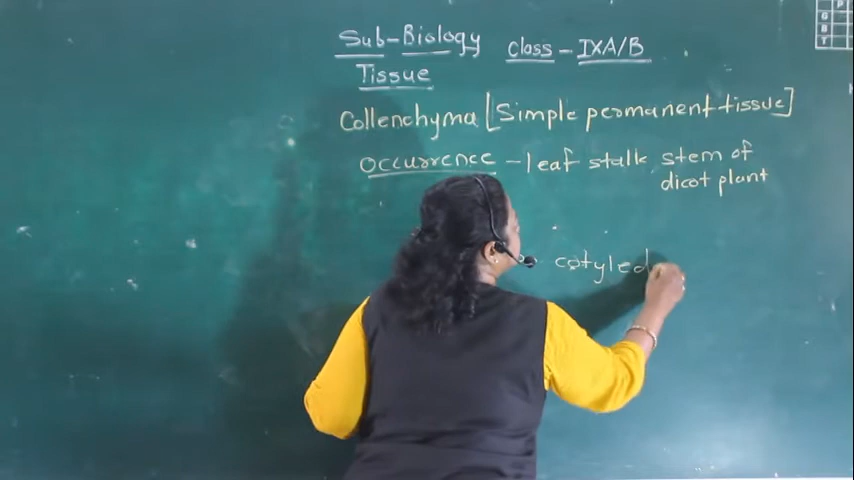 Sub-Biology class - IXA/B
Tissue
Collenchyma [Simple permanent tissue]
Occurrence - leaf stalk stem of
dicot plant
cotyled
P
G
B
T